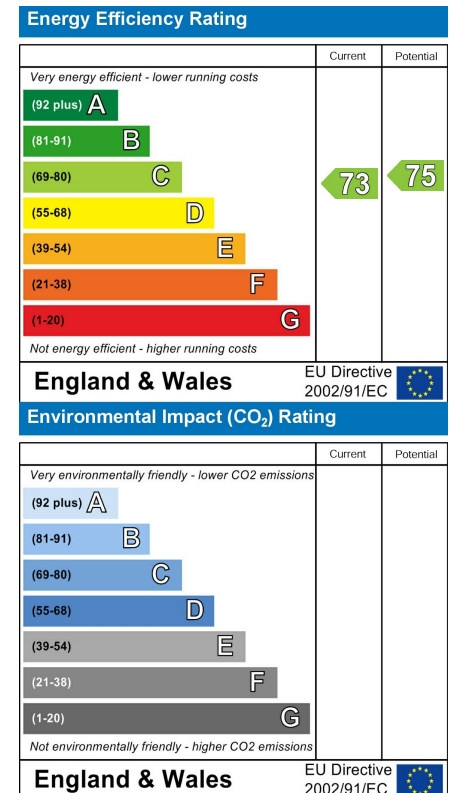 Energy Efficiency Rating
Current Potential
Very energy efficient - lower running costs
(92 plus) A
(81-91) B
(69-80) C
73 75
(55-68) D
(39-54) E
(21-38) F
(1-20) G
Not energy efficient - higher running costs
England & Wales
EU Directive
2002/91/EC
Environmental Impact (CO₂) Rating
Current Potential
Very environmentally friendly - lower CO2 emissions
(92 plus) A
(81-91) B
(69-80) C
(55-68) D
(39-54) E
(21-38) F
(1-20) G
Not environmentally friendly - higher CO2 emissions
England & Wales
EU Directive
2002/91/EC